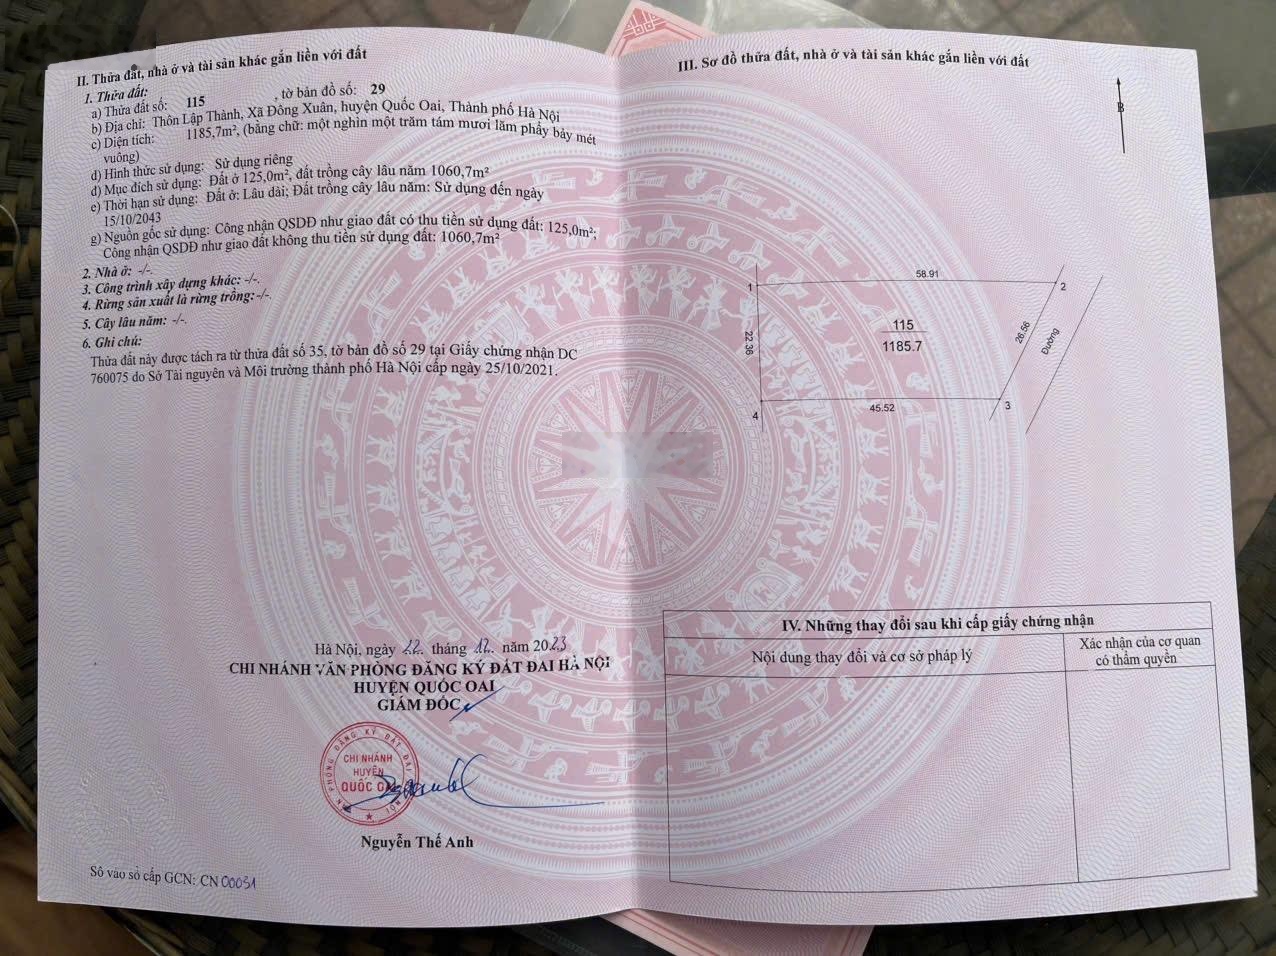 II. Thửa đất, nhà ở và tài sản khác gắn liền với đất
1. Thửa đất:
a) Thửa đất số: 115 , tờ bản đồ số: 29
b) Địa chỉ: Thôn Lập Thành, Xã Đông Xuân, huyện Quốc Oai, Thành phố Hà Nội
c) Diện tích: 1185,7m², (bằng chữ: một nghìn một trăm tám mươi lăm phẩy bảy mét
vuông)
d) Hình thức sử dụng: Sử dụng riêng
đ) Mục đích sử dụng: Đất ở 125,0m², đất trồng cây lâu năm 1060,7m²
e) Thời hạn sử dụng: Đất ở: Lâu dài; Đất trồng cây lâu năm: Sử dụng đến ngày
15/10/2043
g) Nguồn gốc sử dụng: Công nhận QSDĐ như giao đất có thu tiền sử dụng đất: 125,0m²;
Công nhận QSDĐ như giao đất không thu tiền sử dụng đất: 1060,7m²
2. Nhà ở: -/-.
3. Công trình xây dựng khác: -/-.
4. Rừng sản xuất là rừng trồng:-/-.
5. Cây lâu năm: -/-.
6. Ghi chú:
Thửa đất này được tách ra từ thửa đất số 35, tờ bản đồ số 29 tại Giấy chứng nhận DC
760075 do Sở Tài nguyên và Môi trường thành phố Hà Nội cấp ngày 25/10/2021.
Hà Nội, ngày 22 tháng 12 năm 2023
CHI NHÁNH VĂN PHÒNG ĐĂNG KÝ ĐẤT ĐAI HÀ NỘI
HUYỆN QUỐC OAI
GIÁM ĐỐC
VĂN PHÒNG ĐĂNG KÝ ĐẤT ĐAI HÀ NỘI
CHI NHÁNH
HUYỆN
QUỐC OAI
Nguyễn Thế Anh
Số vào sổ cấp GCN: CN 00051
III. Sơ đồ thửa đất, nhà ở và tài sản khác gắn liền với đất
B
58.91
1
2
115
1185.7
22.36
26.56
Đường
45.52
3
4
IV. Những thay đổi sau khi cấp giấy chứng nhận
Nội dung thay đổi và cơ sở pháp lý
Xác nhận của cơ quan
có thẩm quyền